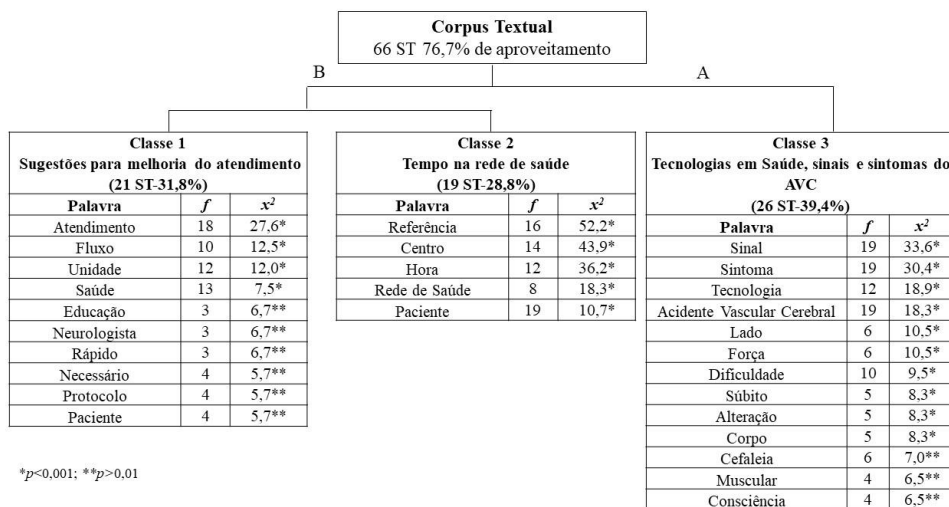 Corpus Textual
66 ST 76,7% de aproveitamento
B
A
Classe 1
Sugestões para melhoria do atendimento
(21 ST-31,8%)
Palavra f x²
Atendimento 18 27,6*
Fluxo 10 12,5*
Unidade 12 12,0*
Saúde 13 7,5*
Educação 3 6,7**
Neurologista 3 6,7**
Rápido 3 6,7**
Necessário 4 5,7**
Protocolo 4 5,7**
Paciente 4 5,7**
*p<0,001; **p>0,01
Classe 2
Tempo na rede de saúde
(19 ST-28,8%)
Palavra f x²
Referência 16 52,2*
Centro 14 43,9*
Hora 12 36,2*
Rede de Saúde 8 18,3*
Paciente 19 10,7*
Classe 3
Tecnologias em Saúde, sinais e sintomas do
AVC
(26 ST-39,4%)
Palavra f x²
Sinal 19 33,6*
Sintoma 19 30,4*
Tecnologia 12 18,9*
Acidente Vascular Cerebral 19 18,3*
Lado 6 10,5*
Força 6 10,5*
Dificuldade 10 9,5*
Súbito 5 8,3*
Alteração 5 8,3*
Corpo 5 8,3*
Cefaleia 6 7,0**
Muscular 4 6,5**
Consciência 4 6,5**